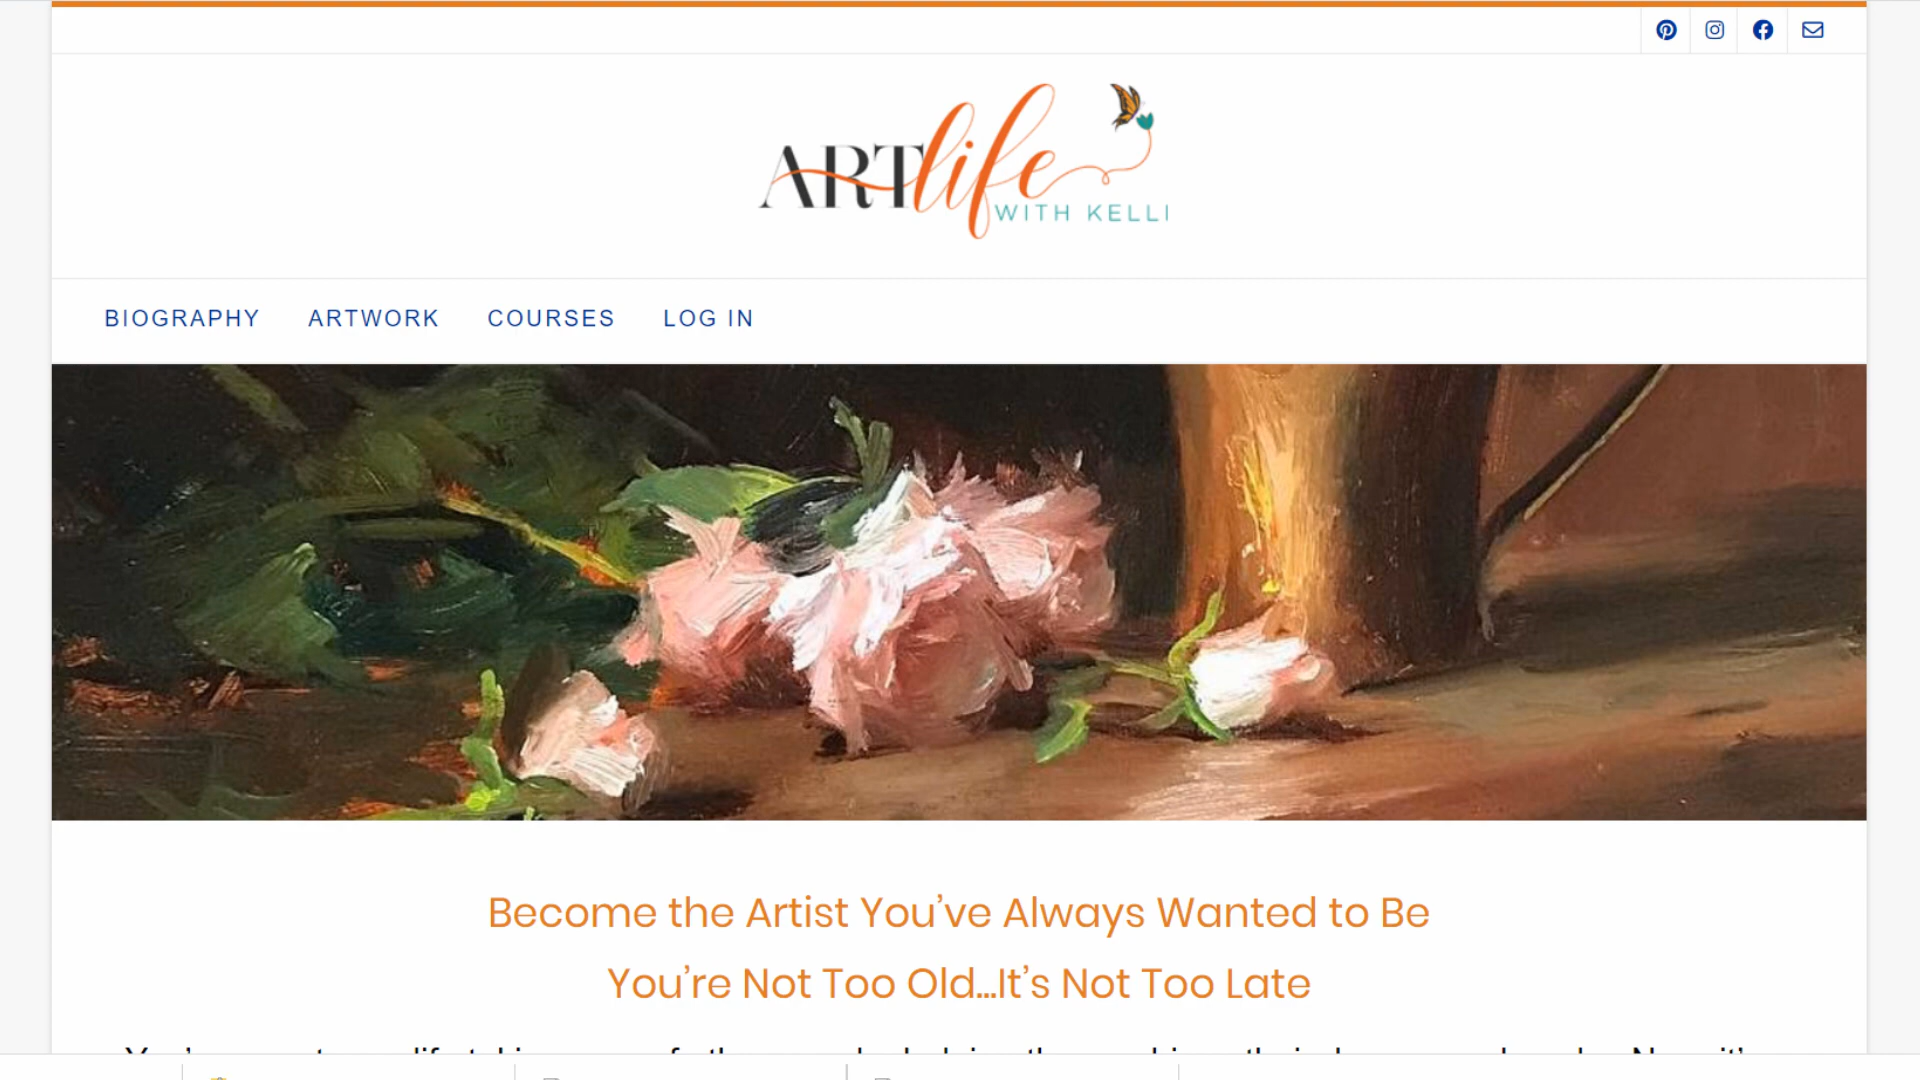 ARTlife
WITH KELLI
BIOGRAPHY ARTWORK COURSES LOG IN
Become the Artist You’ve Always Wanted to Be
You’re Not Too Old...It’s Not Too Late